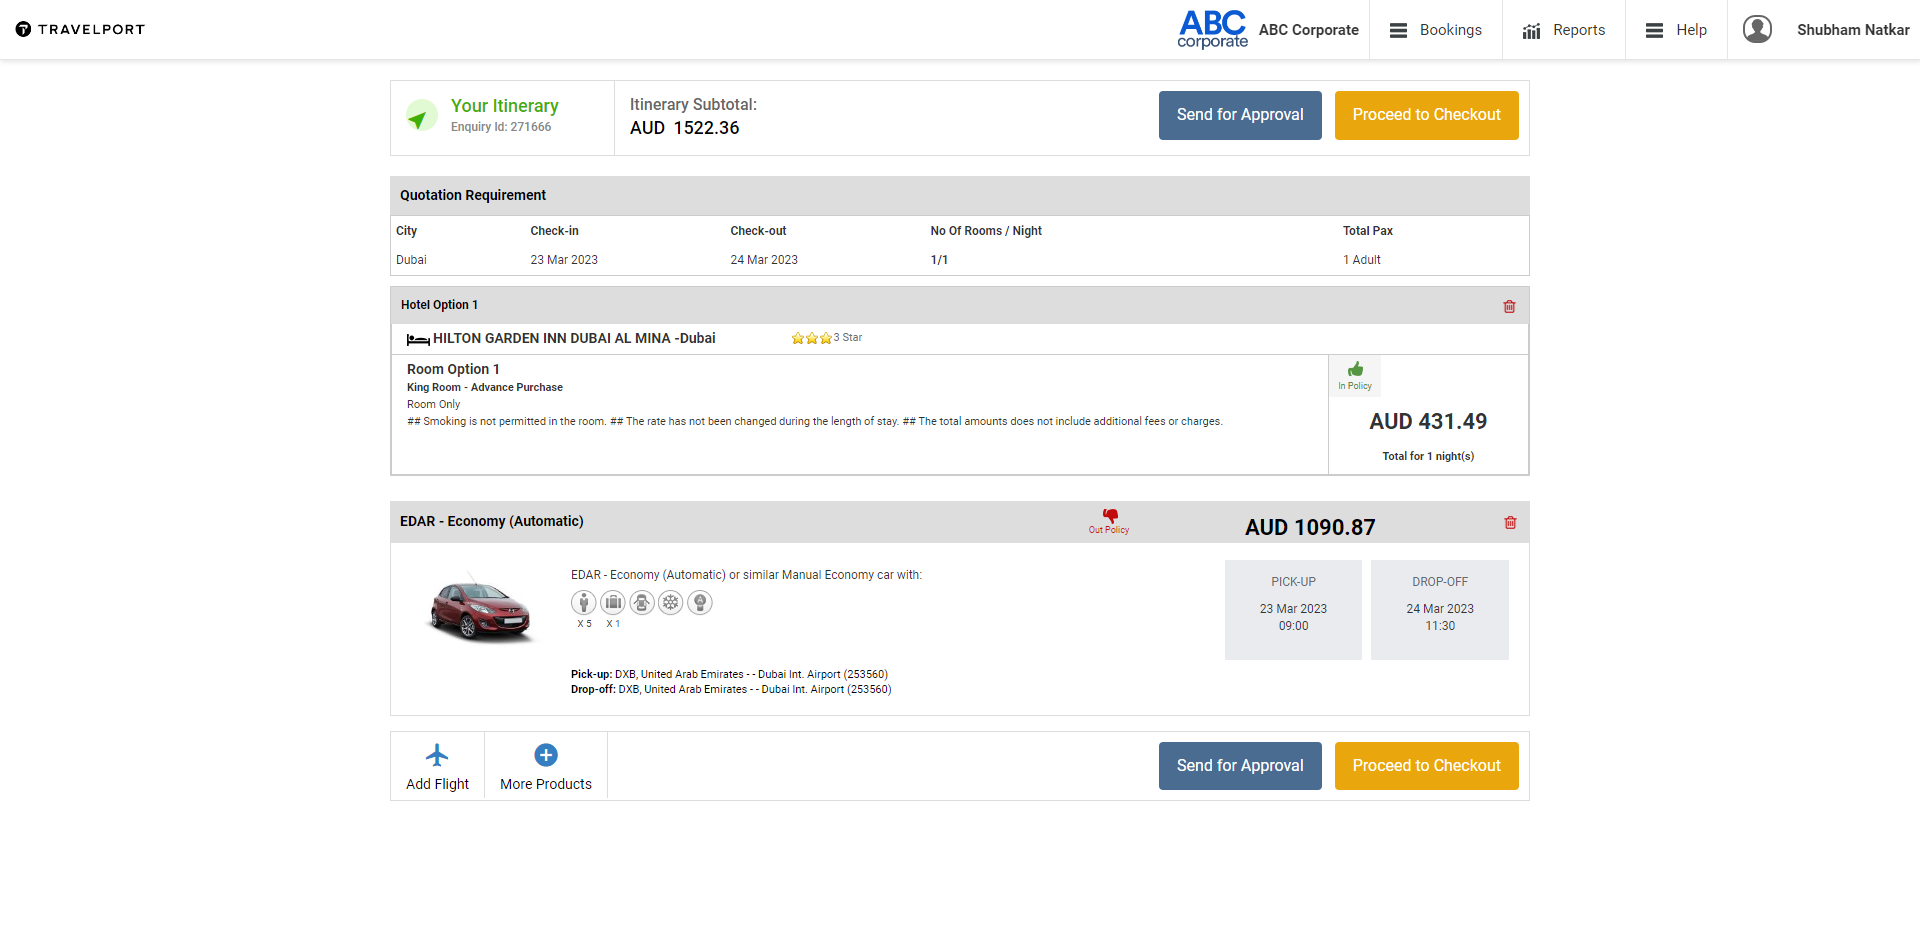 TRAVELPORT
ABC
corporate
ABC Corporate
Bookings
Reports
Help
Shubham Natkar
Your Itinerary
Enquiry Id: 271666
Itinerary Subtotal:
AUD 1522.36
Send for Approval
Proceed to Checkout
Quotation Requirement
City Check-in Check-out No Of Rooms / Night Total Pax
Dubai 23 Mar 2023 24 Mar 2023 1/1 1 Adult
Hotel Option 1
HILTON GARDEN INN DUBAI AL MINA -Dubai 3 Star
Room Option 1
King Room - Advance Purchase
Room Only
## Smoking is not permitted in the room. ## The rate has not been changed during the length of stay. ## The total amounts does not include additional fees or charges.
In Policy
AUD 431.49
Total for 1 night(s)
EDAR - Economy (Automatic)
Out Policy
AUD 1090.87
EDAR - Economy (Automatic) or similar Manual Economy car with:
X 5 X 1
PICK-UP
23 Mar 2023
09:00
DROP-OFF
24 Mar 2023
11:30
Pick-up: DXB, United Arab Emirates - - Dubai Int. Airport (253560)
Drop-off: DXB, United Arab Emirates - - Dubai Int. Airport (253560)
Add Flight
More Products
Send for Approval
Proceed to Checkout